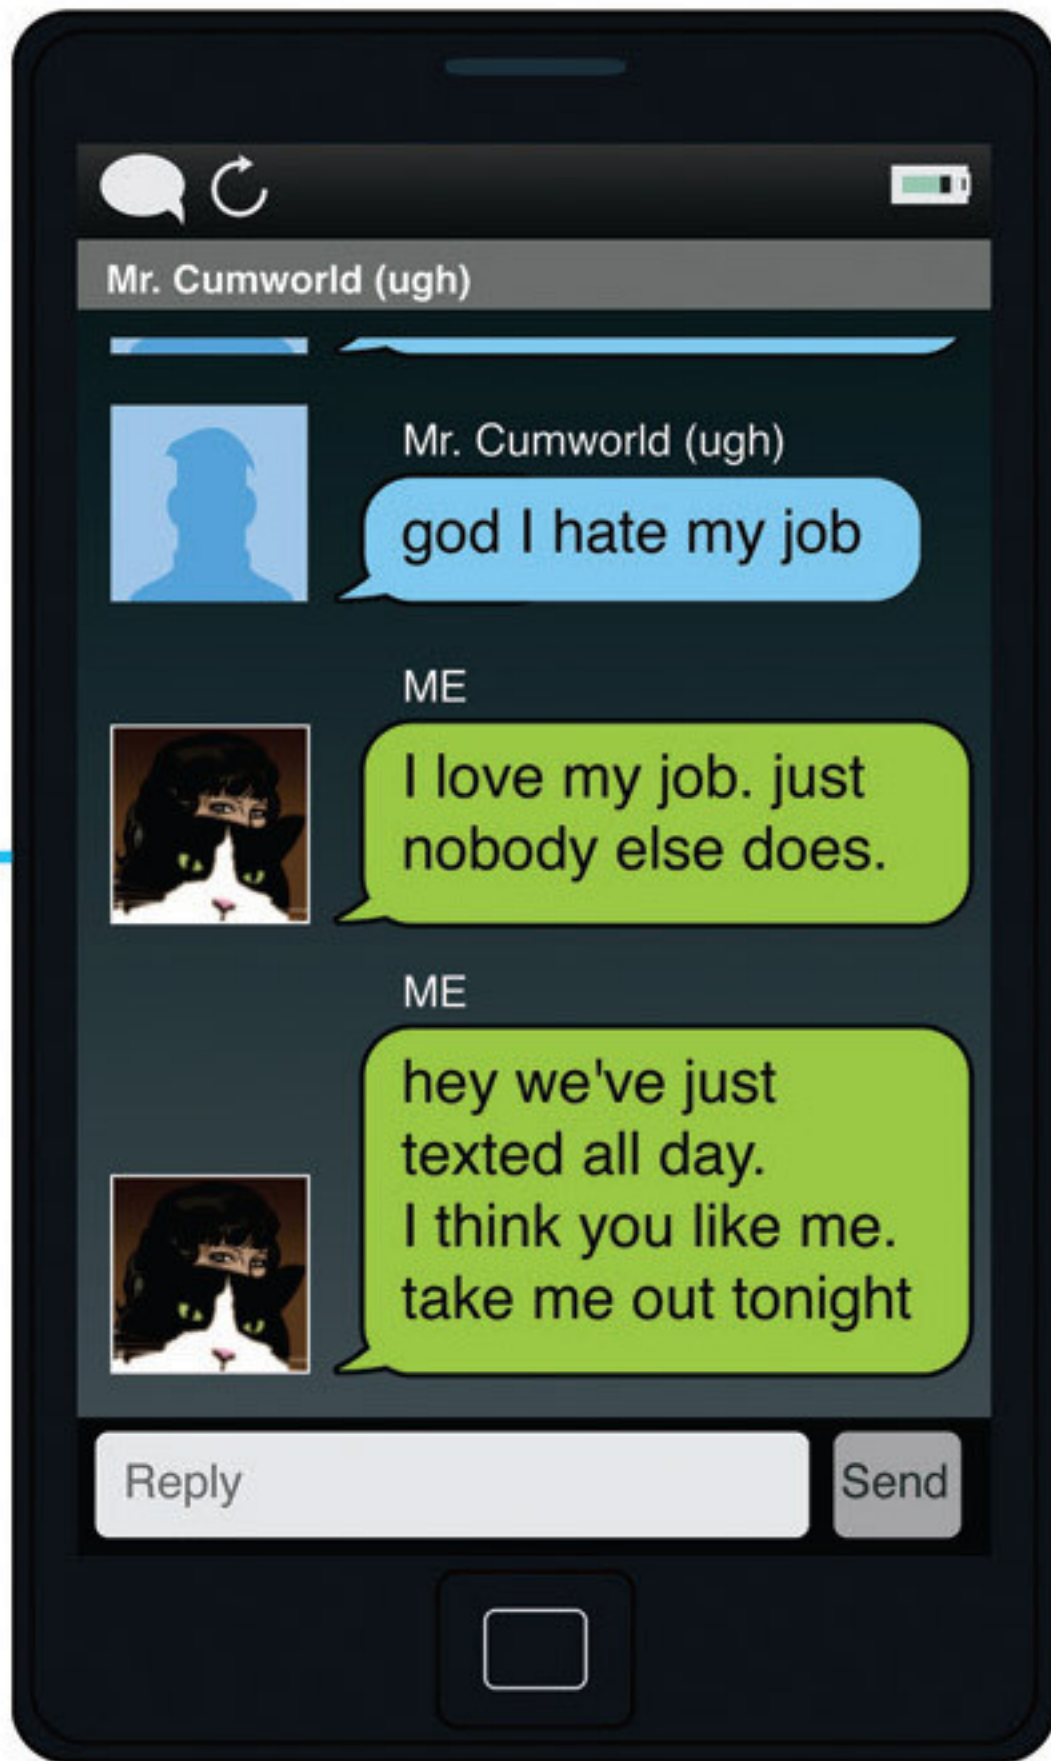 Mr. Cumworld (ugh)
Mr. Cumworld (ugh)
god I hate my job
ME
I love my job. just
nobody else does.
ME
hey we've just
texted all day.
I think you like me.
take me out tonight
Reply
Send